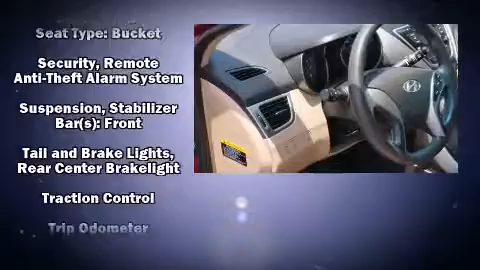 Seat Type: Bucket
Security, Remote
Anti-Theft Alarm System
Suspension, Stabilizer
Bar(s): Front
Tail and Brake Lights,
Rear Center Brakelight
Traction Control
Trip Odometer